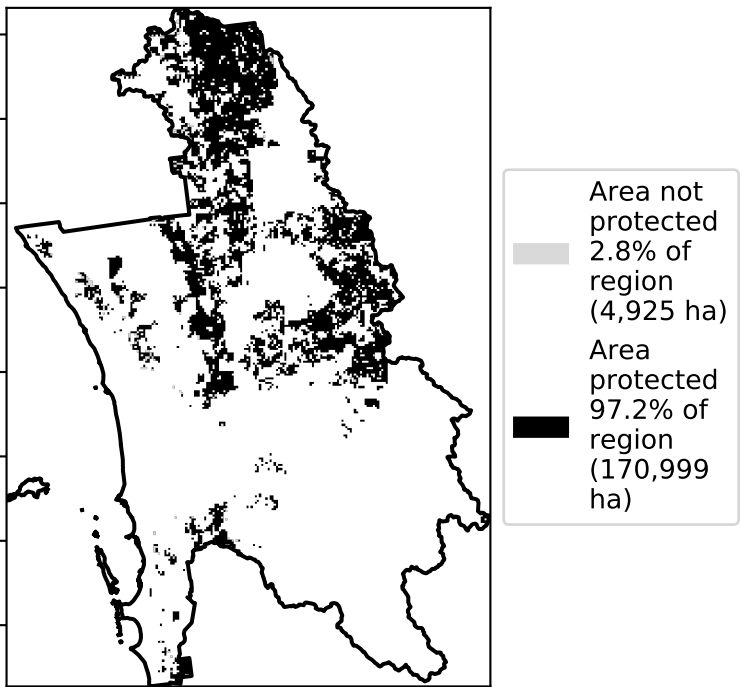 Area not
protected
2.8% of
region
(4,925 ha)
Area
protected
97.2% of
region
(170,999
ha)